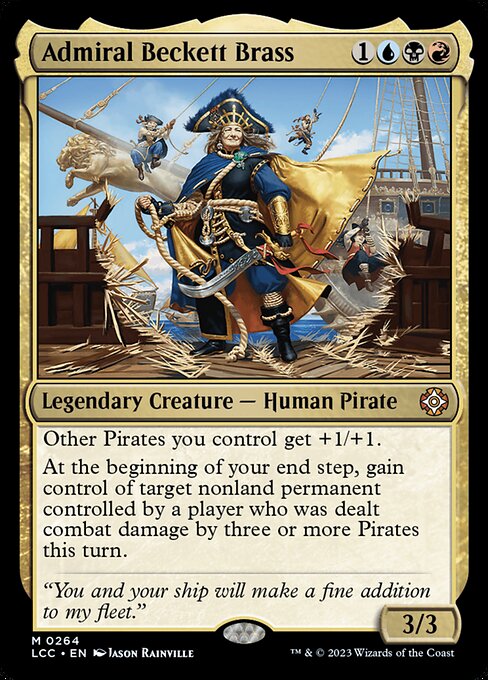 Admiral Beckett Brass 1
Legendary Creature — Human Pirate
Other Pirates you control get +1/+1.
At the beginning of your end step, gain
control of target nonland permanent
controlled by a player who was dealt
combat damage by three or more Pirates
this turn.
“You and your ship will make a fine addition
to my fleet.”
3/3
M 0264
LCC • EN Jason Rainville
™ & © 2023 Wizards of the Coast